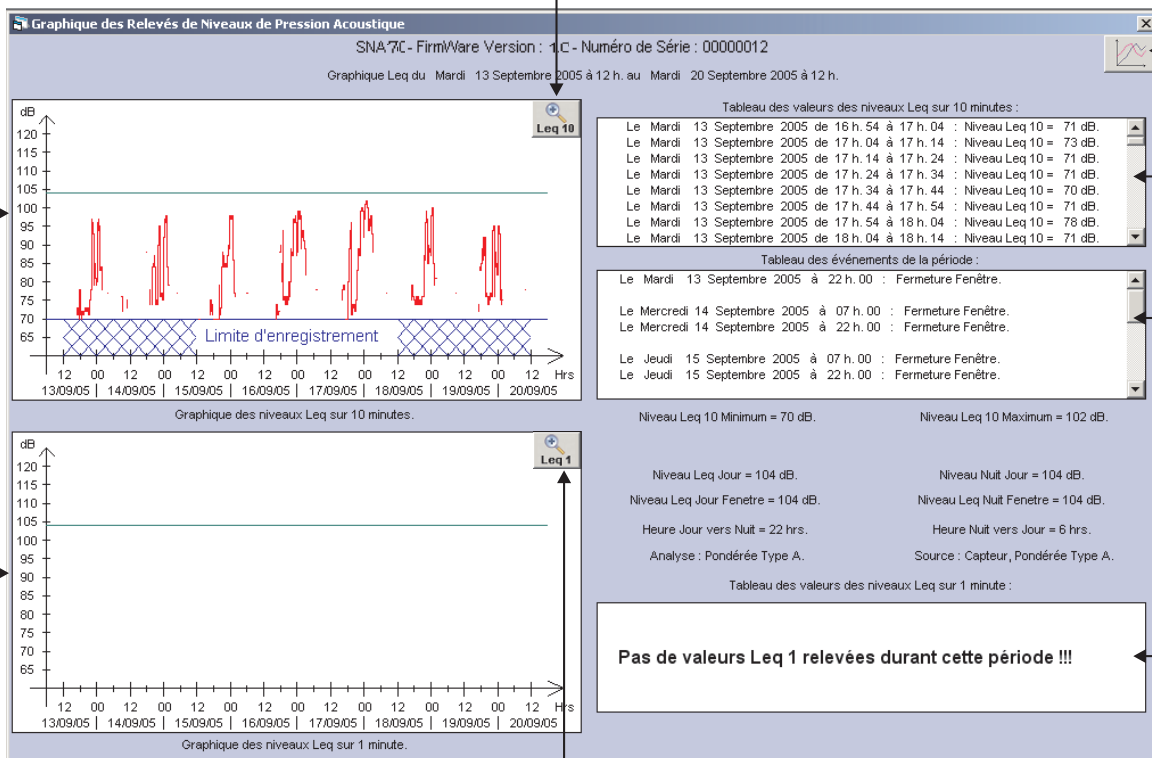 Graphique des Relevés de Niveaux de Pression Acoustique
SNA7C - FirmWare Version : 1.C - Numéro de Série : 00000012
Graphique Leq du Mardi 13 Septembre 2005 à 12 h. au Mardi 20 Septembre 2005 à 12 h.
dB
Leq 10
120
115
110
105
100
95
90
85
80
75
70
65
Limite d'enregistrement
12 00 12 00 12 00 12 00 12 00 12 00 12 00 12 Hrs
13/09/05 | 14/09/05 | 15/09/05 | 16/09/05 | 17/09/05 | 18/09/05 | 19/09/05 | 20/09/05
Graphique des niveaux Leq sur 10 minutes.
Tableau des valeurs des niveaux Leq sur 10 minutes :
Le Mardi 13 Septembre 2005 de 16 h. 54 à 17 h. 04 : Niveau Leq 10 = 71 dB.
Le Mardi 13 Septembre 2005 de 17 h. 04 à 17 h. 14 : Niveau Leq 10 = 73 dB.
Le Mardi 13 Septembre 2005 de 17 h. 14 à 17 h. 24 : Niveau Leq 10 = 71 dB.
Le Mardi 13 Septembre 2005 de 17 h. 24 à 17 h. 34 : Niveau Leq 10 = 71 dB.
Le Mardi 13 Septembre 2005 de 17 h. 34 à 17 h. 44 : Niveau Leq 10 = 70 dB.
Le Mardi 13 Septembre 2005 de 17 h. 44 à 17 h. 54 : Niveau Leq 10 = 71 dB.
Le Mardi 13 Septembre 2005 de 17 h. 54 à 18 h. 04 : Niveau Leq 10 = 78 dB.
Le Mardi 13 Septembre 2005 de 18 h. 04 à 18 h. 14 : Niveau Leq 10 = 71 dB.
Tableau des événements de la période :
Le Mardi 13 Septembre 2005 à 22 h. 00 : Fermeture Fenêtre.
Le Mercredi 14 Septembre 2005 à 07 h. 00 : Fermeture Fenêtre.
Le Mercredi 14 Septembre 2005 à 22 h. 00 : Fermeture Fenêtre.
Le Jeudi 15 Septembre 2005 à 07 h. 00 : Fermeture Fenêtre.
Le Jeudi 15 Septembre 2005 à 22 h. 00 : Fermeture Fenêtre.
Niveau Leq 10 Minimum = 70 dB. Niveau Leq 10 Maximum = 102 dB.
Niveau Leq Jour = 104 dB. Niveau Nuit Jour = 104 dB.
Niveau Leq Jour Fenetre = 104 dB. Niveau Leq Nuit Fenetre = 104 dB.
Heure Jour vers Nuit = 22 hrs. Heure Nuit vers Jour = 6 hrs.
Analyse : Pondérée Type A. Source : Capteur, Pondérée Type A.
Tableau des valeurs des niveaux Leq sur 1 minute :
Pas de valeurs Leq 1 relevées durant cette période !!!
dB
Leq 1
120
115
110
105
100
95
90
85
80
75
70
65
12 00 12 00 12 00 12 00 12 00 12 00 12 00 12 Hrs
13/09/05 | 14/09/05 | 15/09/05 | 16/09/05 | 17/09/05 | 18/09/05 | 19/09/05 | 20/09/05
Graphique des niveaux Leq sur 1 minute.